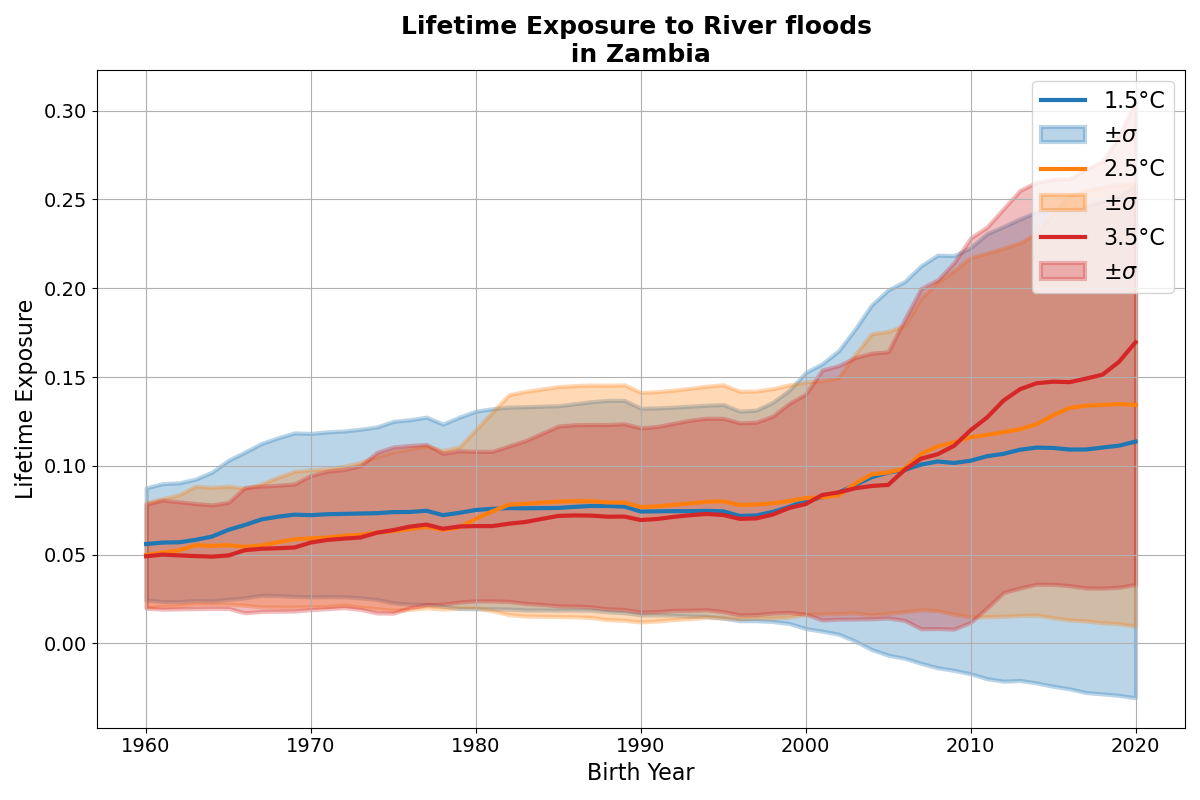 Lifetime Exposure to River floods
in Zambia
Lifetime Exposure
0.30
0.25
0.20
0.15
0.10
0.05
0.00
1.5°C
±σ
2.5°C
±σ
3.5°C
±σ
1960 1970 1980 1990 2000 2010 2020
Birth Year